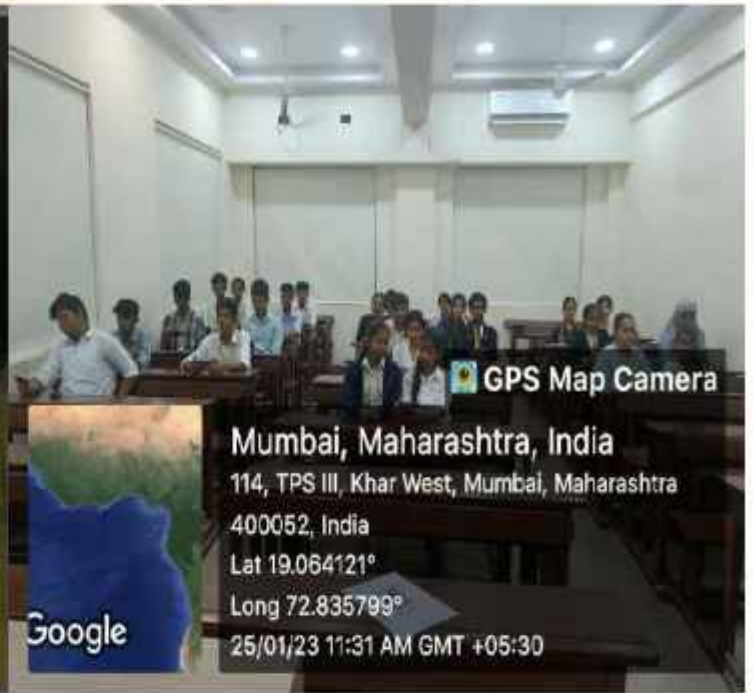 GPS Map Camera
Mumbai, Maharashtra, India
114, TPS III, Khar West, Mumbai, Maharashtra
400052, India
Lat 19.064121°
Long 72.835799°
25/01/23 11:31 AM GMT +05:30
Google